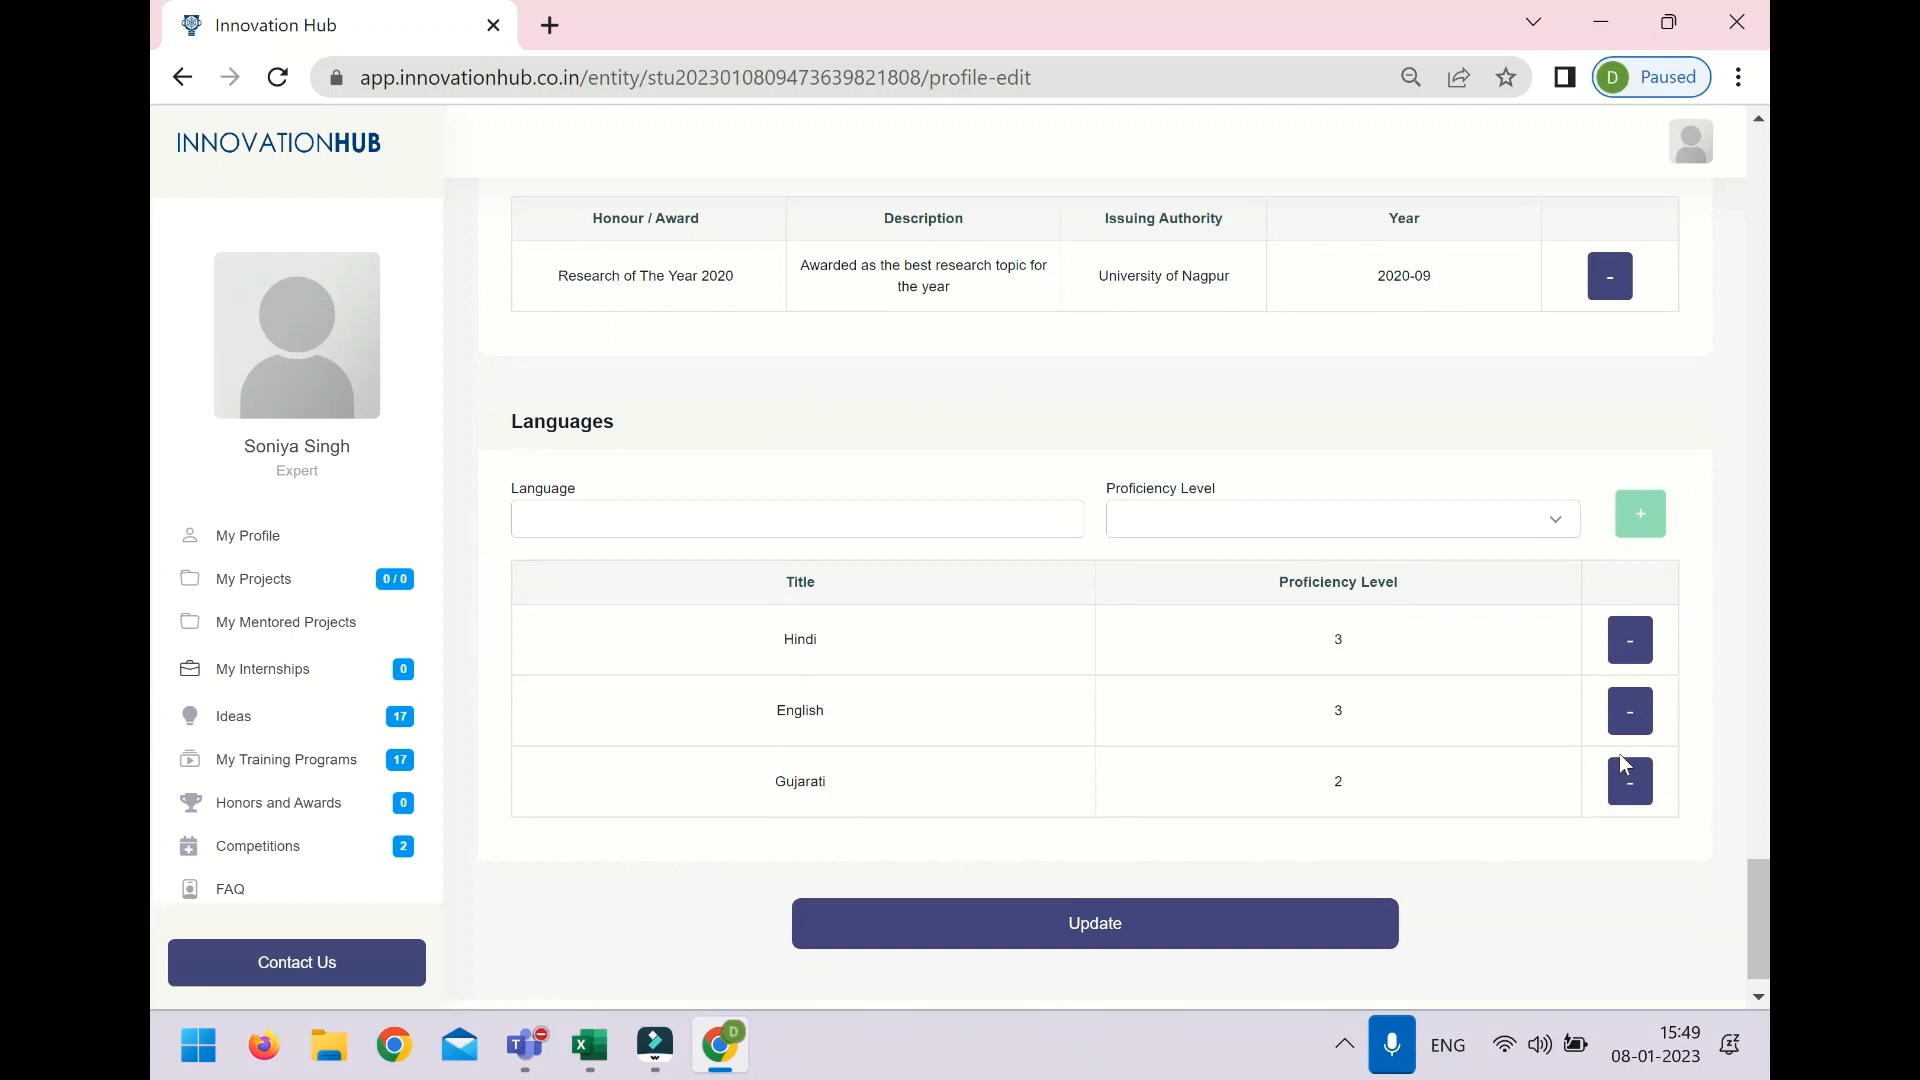 Innovation Hub
app.innovationhub.co.in/entity/stu2023010809473639821808/profile-edit
D Paused
INNOVATIONHUB
Soniya Singh
Expert
My Profile
My Projects 0 / 0
My Mentored Projects
My Internships 0
Ideas 17
My Training Programs 17
Honors and Awards 0
Competitions 2
FAQ
Contact Us
Honour / Award Description Issuing Authority Year
Research of The Year 2020 Awarded as the best research topic for the year University of Nagpur 2020-09 -
Languages
Language Proficiency Level
+
Title Proficiency Level
Hindi 3 -
English 3 -
Gujarati 2 -
Update
D
ENG
15:49
08-01-2023